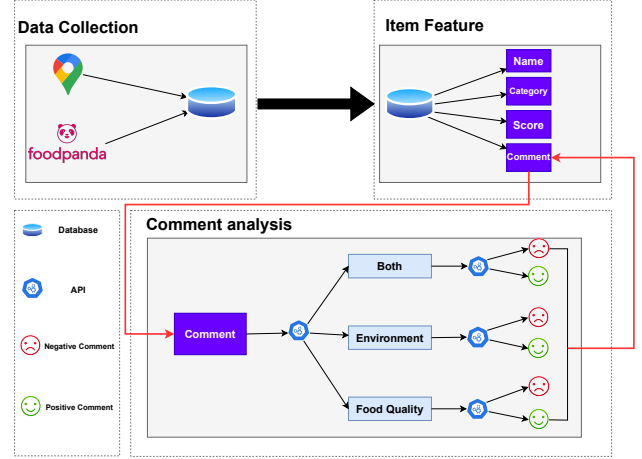 Data Collection
foodpanda
Database
API
Negative Comment
Positive Comment
Item Feature
Name
Category
Score
Comment
Comment analysis
Comment
Both
Environment
Food Quality